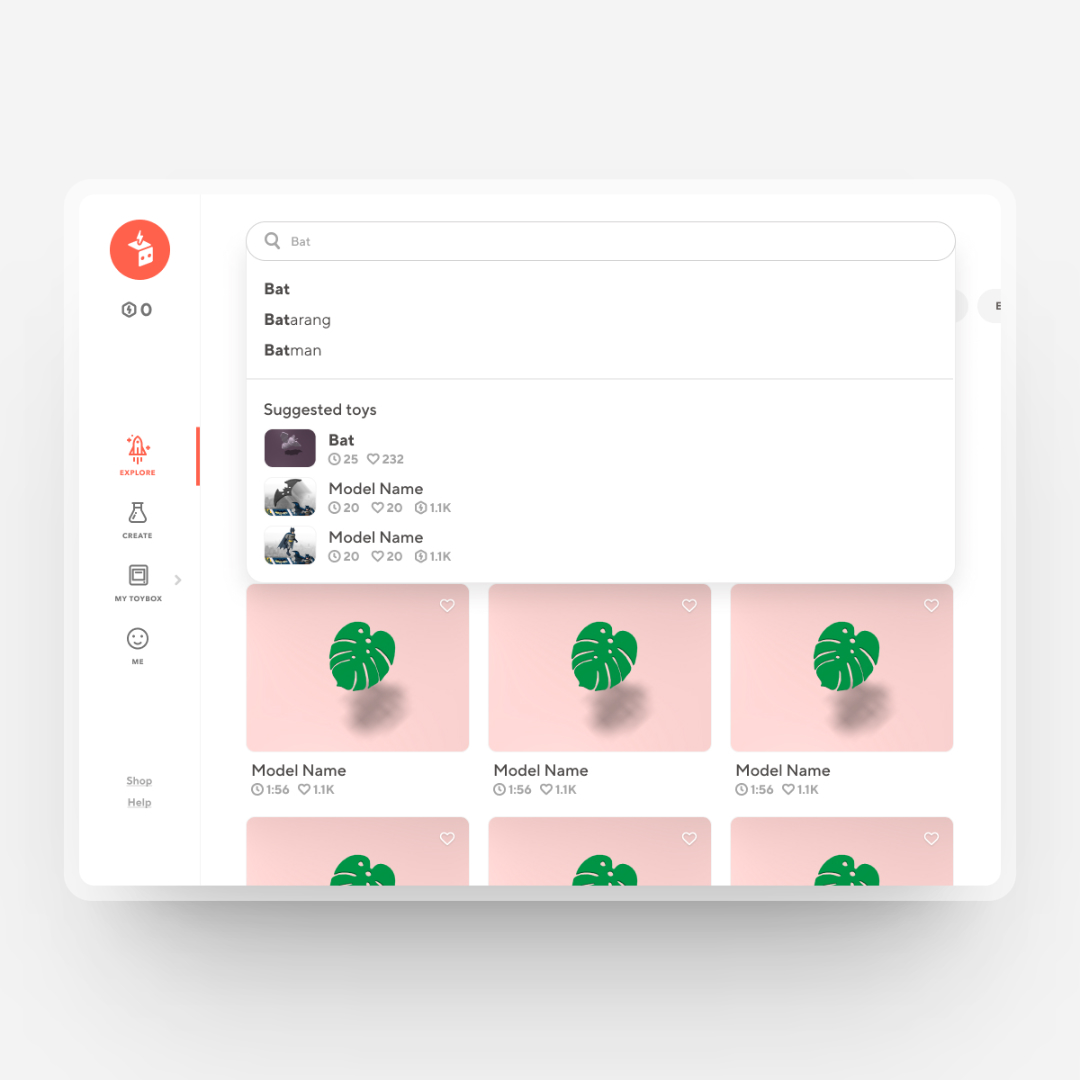 0
EXPLORE
CREATE
MY TOYBOX
ME
Shop
Help
Bat
Bat
Batarang
Batman
E
Suggested toys
Bat
25 232
Model Name
20 20 1.1K
Model Name
20 20 1.1K
Model Name Model Name Model Name
1:56 1.1K 1:56 1.1K 1:56 1.1K